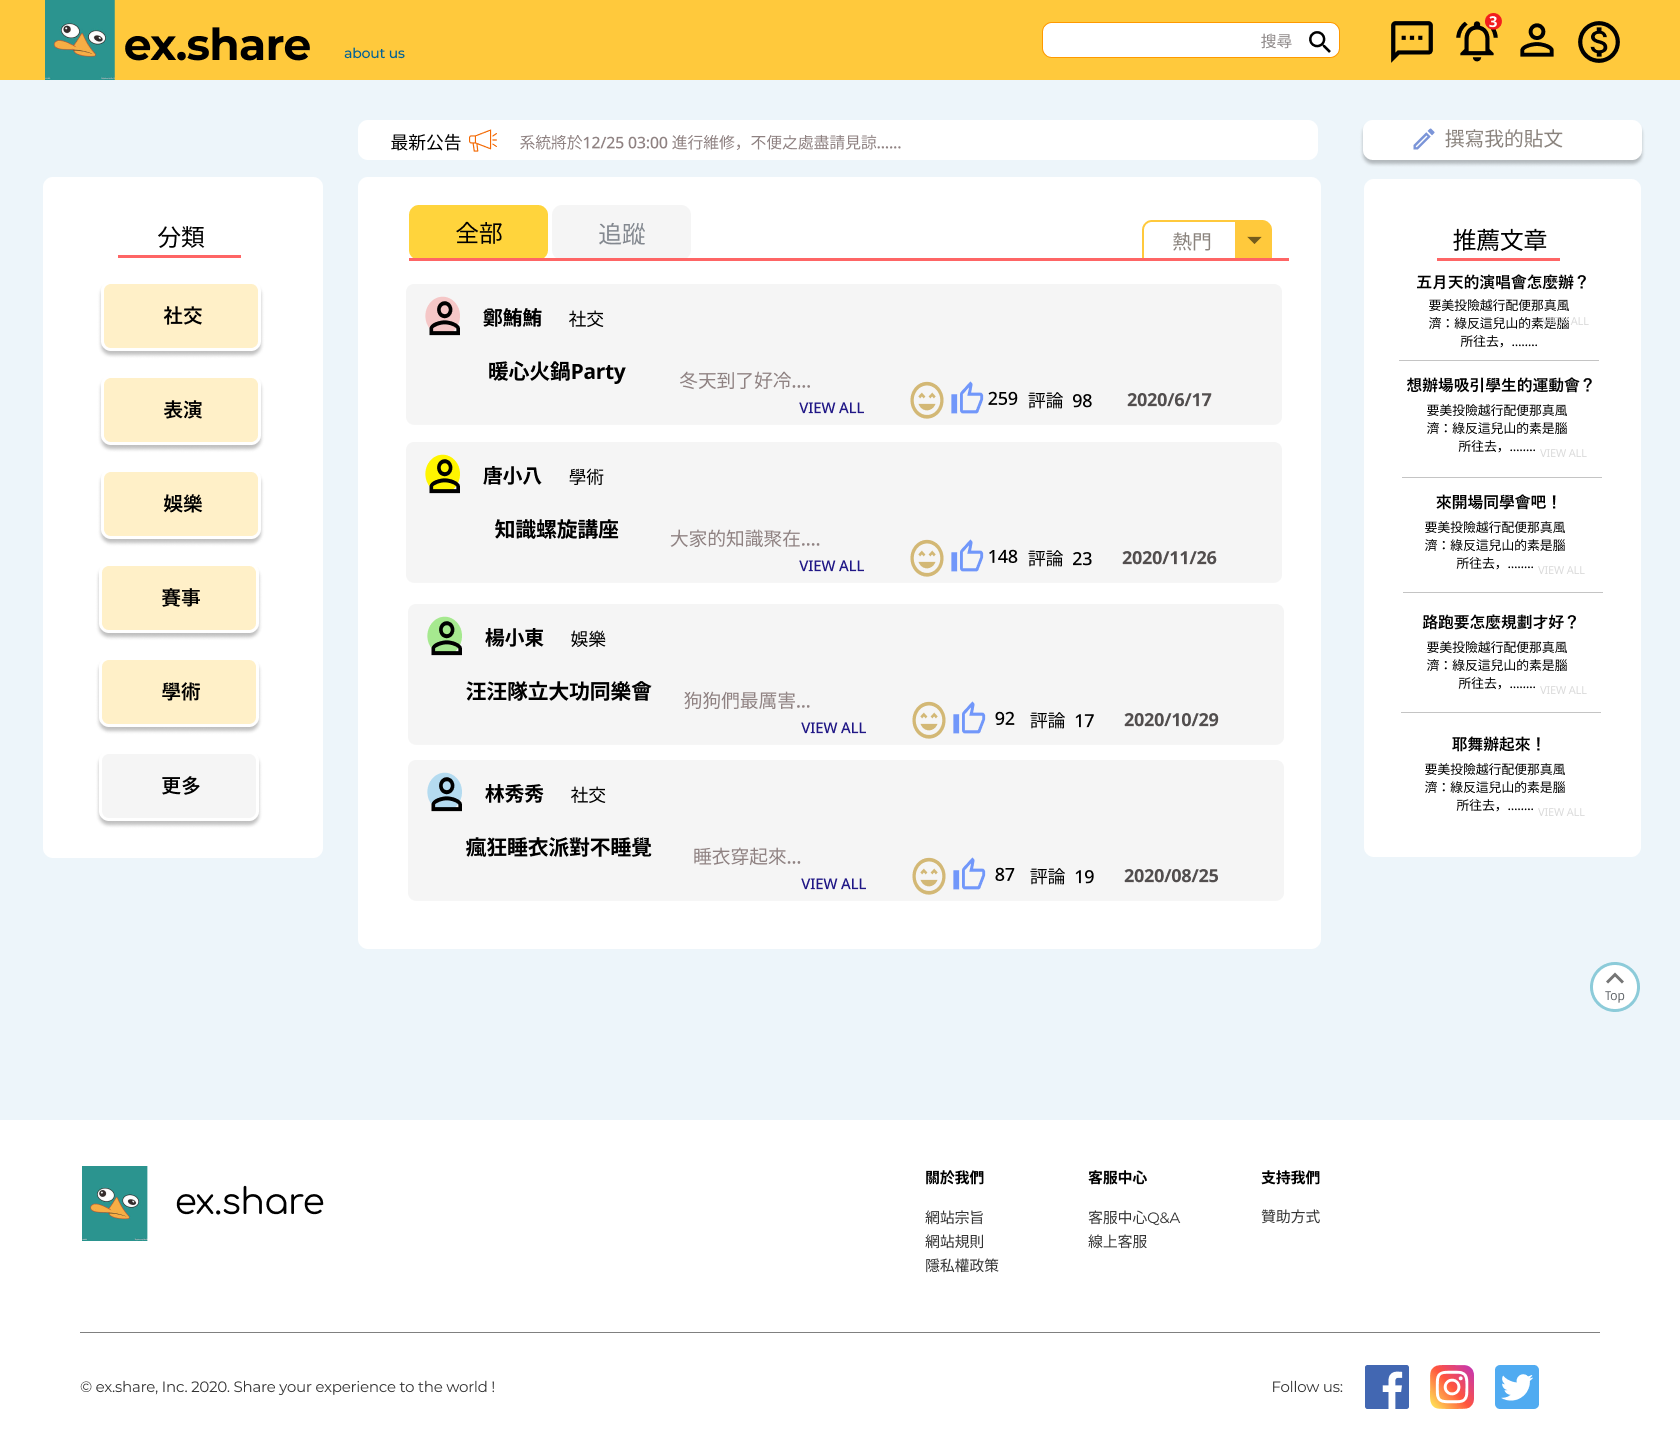 ex.share
about us
搜尋
3
最新公告
系統將於12/25 03:00 進行維修，不便之處盡請見諒......
撰寫我的貼文
分類
社交
表演
娛樂
賽事
學術
更多
全部
追蹤
熱門
鄭鮪鮪 社交
暖心火鍋Party
冬天到了好冷....
VIEW ALL
259 評論 98 2020/6/17
唐小八 學術
知識螺旋講座
大家的知識聚在....
VIEW ALL
148 評論 23 2020/11/26
楊小東 娛樂
汪汪隊立大功同樂會
狗狗們最厲害...
VIEW ALL
92 評論 17 2020/10/29
林秀秀 社交
瘋狂睡衣派對不睡覺
睡衣穿起來...
VIEW ALL
87 評論 19 2020/08/25
推薦文章
五月天的演唱會怎麼辦？
要美投險越行配便那真風
濟：綠反這兒山的素是腦
所往去，........
ALL
想辦場吸引學生的運動會？
要美投險越行配便那真風
濟：綠反這兒山的素是腦
所往去，........ VIEW ALL
來開場同學會吧！
要美投險越行配便那真風
濟：綠反這兒山的素是腦
所往去，........ VIEW ALL
路跑要怎麼規劃才好？
要美投險越行配便那真風
濟：綠反這兒山的素是腦
所往去，........ VIEW ALL
耶舞辦起來！
要美投險越行配便那真風
濟：綠反這兒山的素是腦
所往去，........ VIEW ALL
Top
ex.share
關於我們
網站宗旨
網站規則
隱私權政策
客服中心
客服中心Q&A
線上客服
支持我們
贊助方式
© ex.share, Inc. 2020. Share your experience to the world !
Follow us: